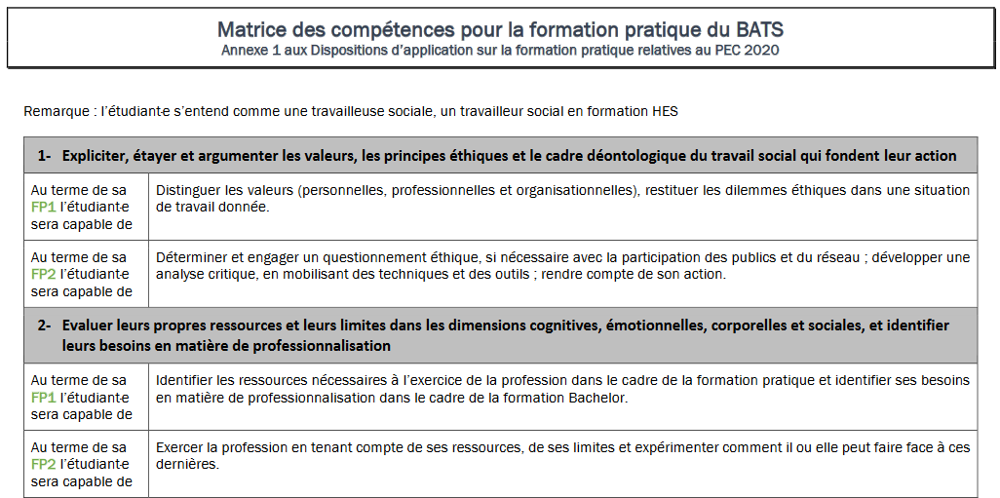 Matrice des compétences pour la formation pratique du BATS
Annexe 1 aux Dispositions d'application sur la formation pratique relatives au PEC 2020
Remarque : l'étudiant·e s'entend comme une travailleuse sociale, un travailleur social en formation HES
1- Expliciter, étayer et argumenter les valeurs, les principes éthiques et le cadre déontologique du travail social qui fondent leur action
Au terme de sa
FP1 l'étudiant·e
sera capable de
Distinguer les valeurs (personnelles, professionnelles et organisationnelles), restituer les dilemmes éthiques dans une situation
de travail donnée.
Au terme de sa
FP2 l'étudiant·e
sera capable de
Déterminer et engager un questionnement éthique, si nécessaire avec la participation des publics et du réseau ; développer une
analyse critique, en mobilisant des techniques et des outils ; rendre compte de son action.
2- Evaluer leurs propres ressources et leurs limites dans les dimensions cognitives, émotionnelles, corporelles et sociales, et identifier
leurs besoins en matière de professionnalisation
Au terme de sa
FP1 l'étudiant·e
sera capable de
Identifier les ressources nécessaires à l'exercice de la profession dans le cadre de la formation pratique et identifier ses besoins
en matière de professionnalisation dans le cadre de la formation Bachelor.
Au terme de sa
FP2 l'étudiant·e
sera capable de
Exercer la profession en tenant compte de ses ressources, de ses limites et expérimenter comment il ou elle peut faire face à ces
dernières.